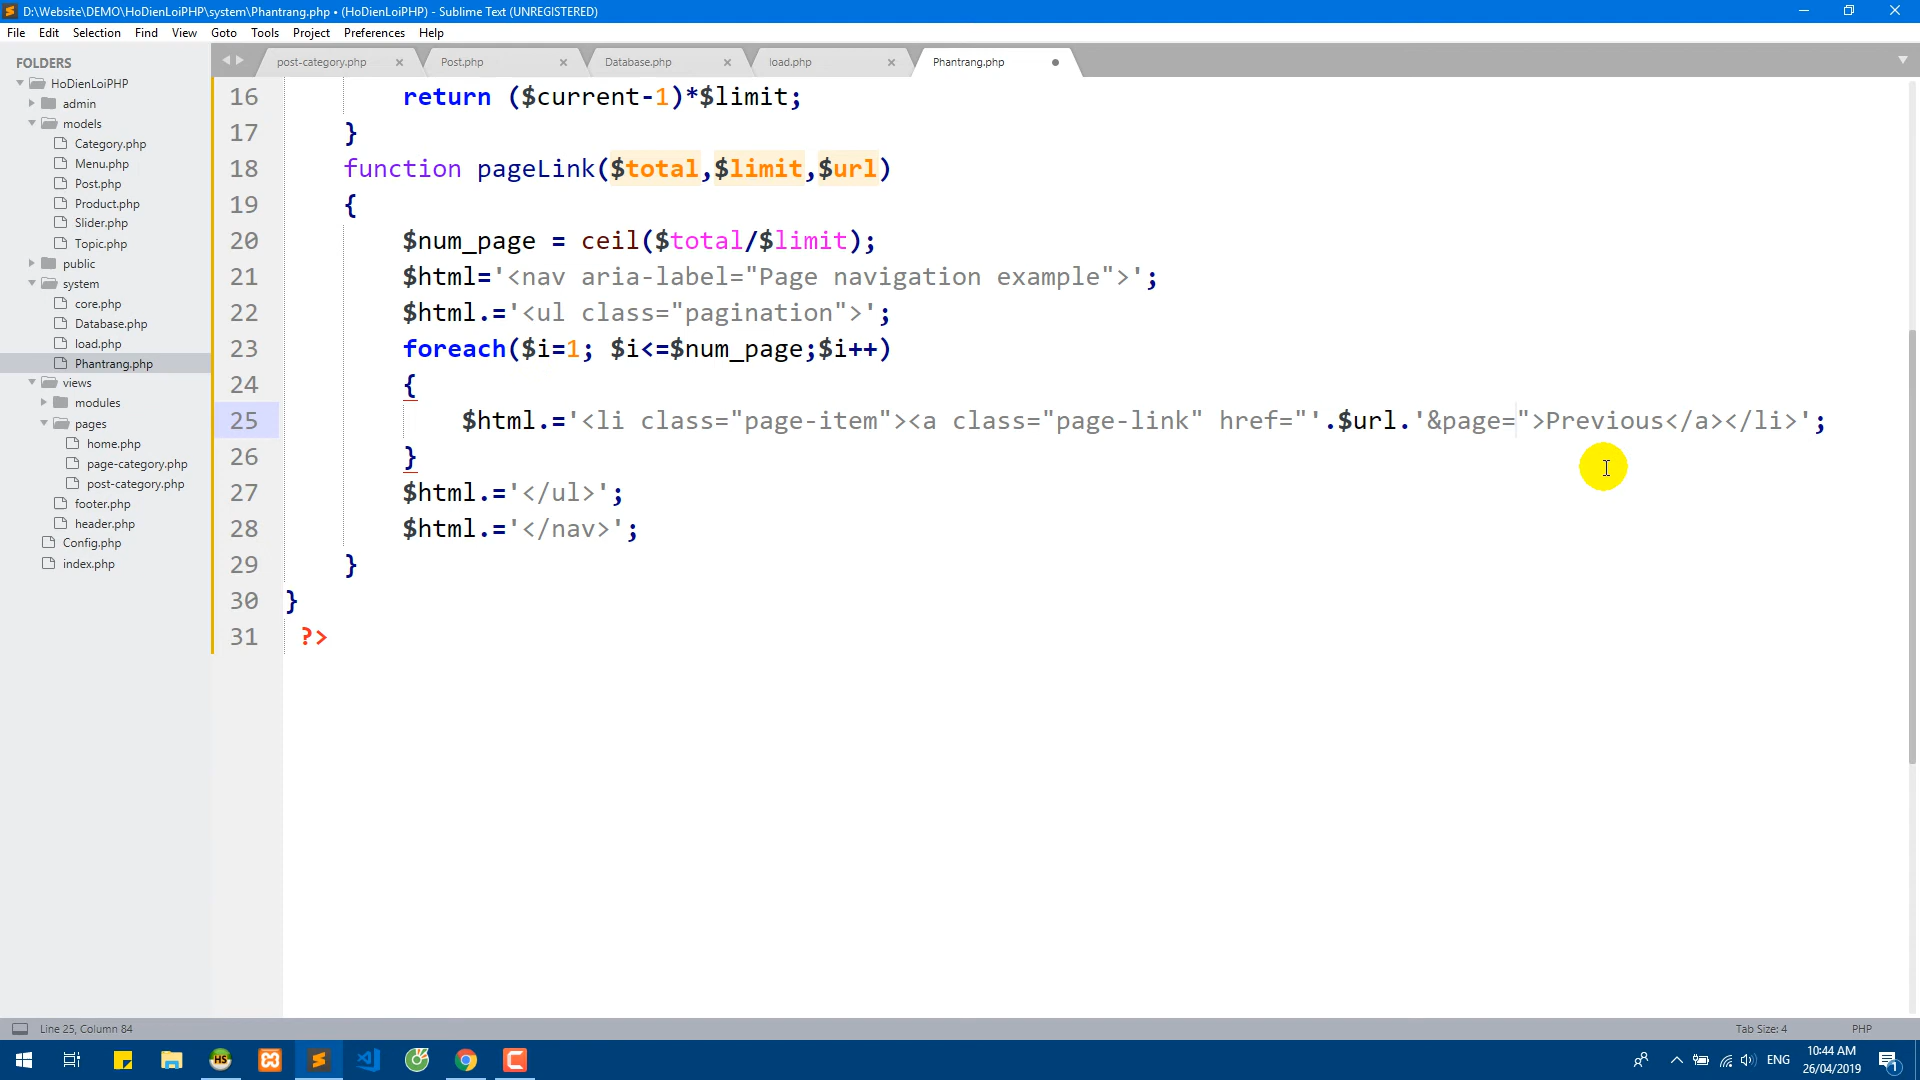 D:\Website\DEMO\HoDienLoiPHP\system\Phantrang.php • (HoDienLoiPHP) - Sublime Text (UNREGISTERED)
File Edit Selection Find View Goto Tools Project Preferences Help
FOLDERS
HoDienLoiPHP
admin
models
Category.php
Menu.php
Post.php
Product.php
Slider.php
Topic.php
public
system
core.php
Database.php
load.php
Phantrang.php
views
modules
pages
home.php
page-category.php
post-category.php
footer.php
header.php
Config.php
index.php
post-category.php Post.php Database.php load.php Phantrang.php
16 return ($current-1)*$limit;
17 }
18 function pageLink($total,$limit,$url)
19 {
20 $num_page = ceil($total/$limit);
21 $html='<nav aria-label="Page navigation example">';
22 $html.='<ul class="pagination">';
23 foreach($i=1; $i<=$num_page;$i++)
24 {
25 $html.='<li class="page-item"><a class="page-link" href="'.$url.'&page=">Previous</a></li>';
26 }
27 $html.='</ul>';
28 $html.='</nav>';
29 }
30 }
31 ?>
Line 25, Column 84 Tab Size: 4 PHP
HS ENG 10:44 AM
26/04/2019 1